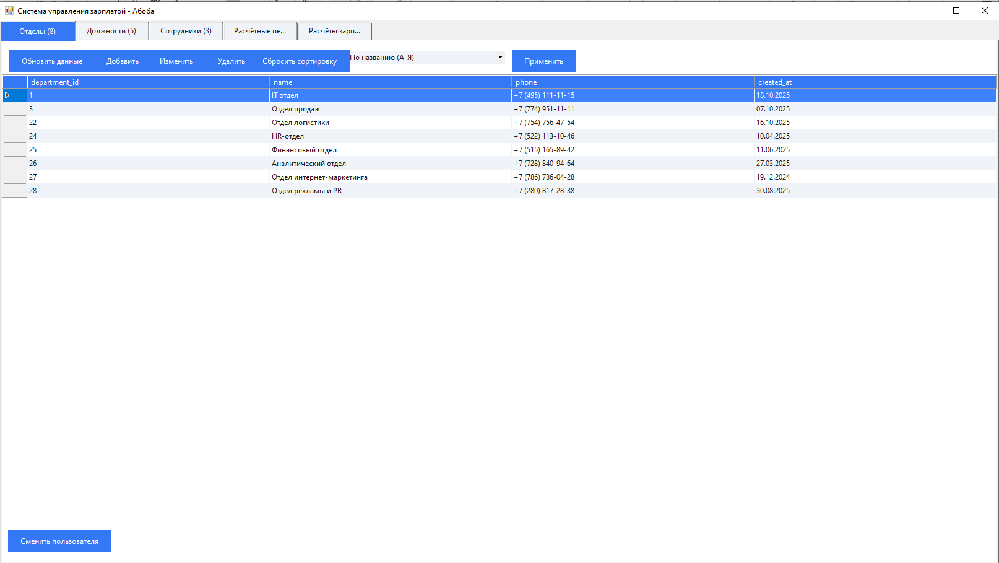 Система управления зарплатой - Абоба
Отделы (8) Должности (5) Сотрудники (3) Расчётные пе... Расчёты зарп...
Обновить данные Добавить Изменить Удалить Сбросить сортировку По названию (А-Я) Применить
department_id name phone created_at
1 IT отдел +7 (495) 111-11-15 18.10.2025
3 Отдел продаж +7 (774) 951-11-11 07.10.2025
22 Отдел логистики +7 (754) 756-47-54 16.10.2025
24 HR-отдел +7 (522) 113-10-46 10.04.2025
25 Финансовый отдел +7 (515) 165-89-42 11.06.2025
26 Аналитический отдел +7 (728) 840-94-64 27.03.2025
27 Отдел интернет-маркетинга +7 (786) 786-04-28 19.12.2024
28 Отдел рекламы и PR +7 (280) 817-28-38 30.08.2025
Сменить пользователя